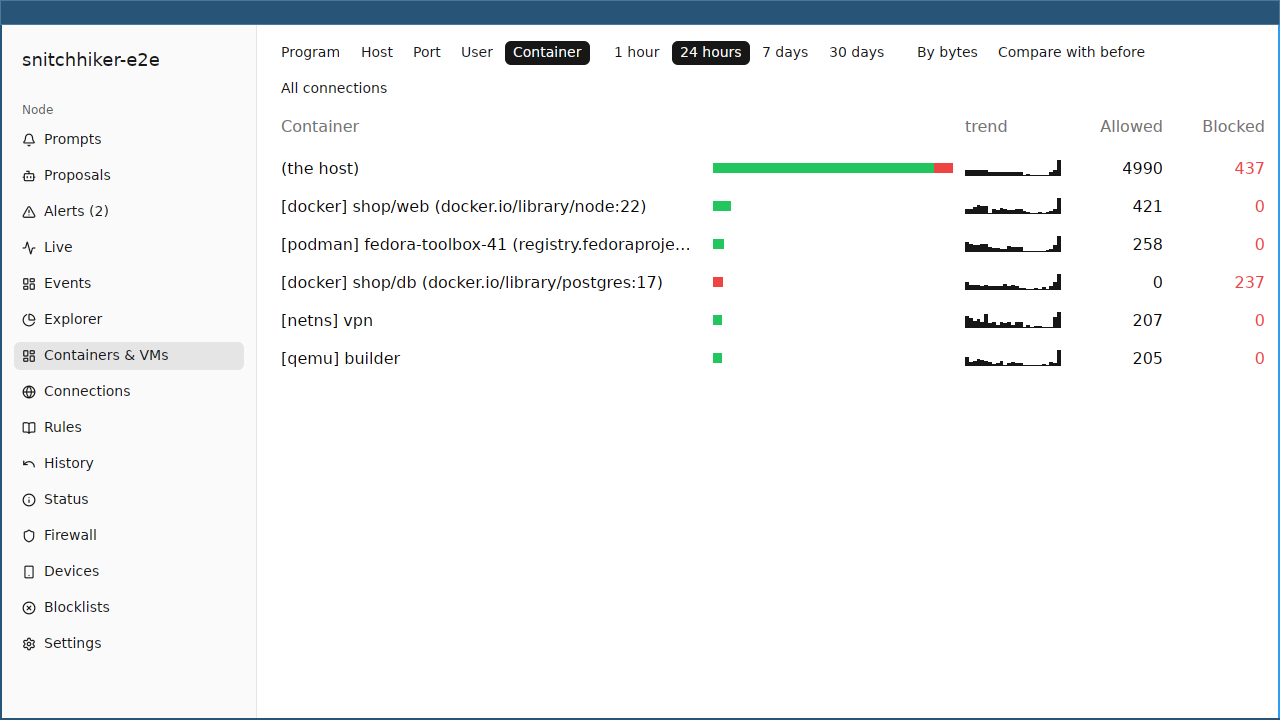 snitchhiker-e2e
Node
Prompts
Proposals
Alerts (2)
Live
Events
Explorer
Containers & VMs
Connections
Rules
History
Status
Firewall
Devices
Blocklists
Settings
Program Host Port User Container 1 hour 24 hours 7 days 30 days By bytes Compare with before
All connections
Container trend Allowed Blocked
(the host) 4990 437
[docker] shop/web (docker.io/library/node:22) 421 0
[podman] fedora-toolbox-41 (registry.fedoraproje... 258 0
[docker] shop/db (docker.io/library/postgres:17) 0 237
[netns] vpn 207 0
[qemu] builder 205 0